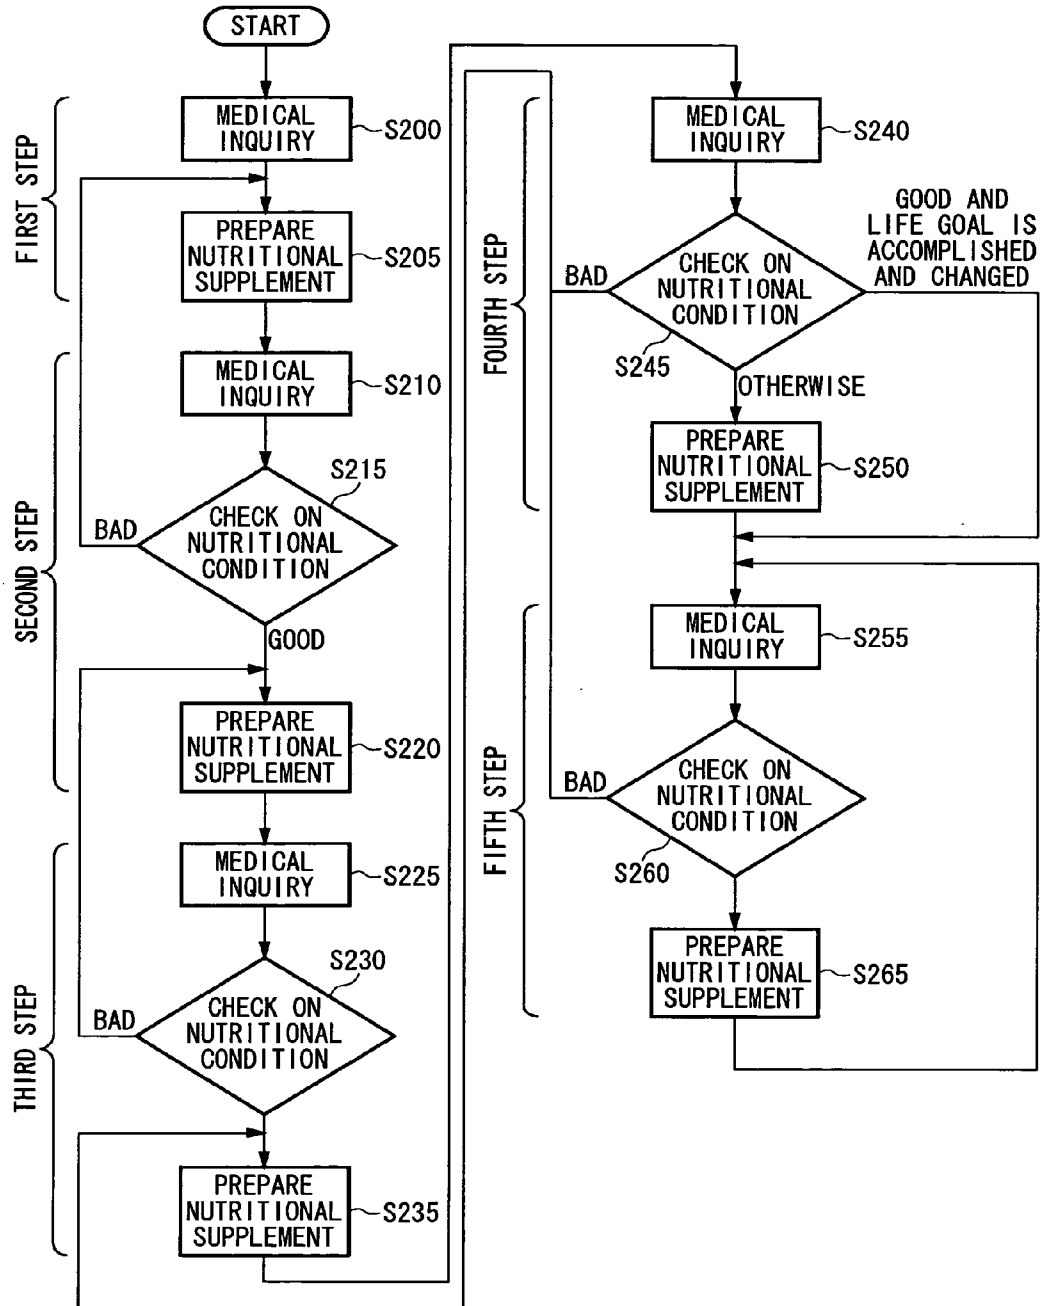 START
FIRST STEP
MEDICAL
INQUIRY
S200
PREPARE
NUTRITIONAL
SUPPLEMENT
S205
SECOND STEP
MEDICAL
INQUIRY
S210
S215
BAD
CHECK ON
NUTRITIONAL
CONDITION
GOOD
PREPARE
NUTRITIONAL
SUPPLEMENT
S220
THIRD STEP
MEDICAL
INQUIRY
S225
S230
BAD
CHECK ON
NUTRITIONAL
CONDITION
PREPARE
NUTRITIONAL
SUPPLEMENT
S235
FOURTH STEP
MEDICAL
INQUIRY
S240
GOOD AND
LIFE GOAL IS
ACCOMPLISHED
AND CHANGED
BAD
CHECK ON
NUTRITIONAL
CONDITION
S245
OTHERWISE
PREPARE
NUTRITIONAL
SUPPLEMENT
S250
FIFTH STEP
MEDICAL
INQUIRY
S255
BAD
CHECK ON
NUTRITIONAL
CONDITION
S260
PREPARE
NUTRITIONAL
SUPPLEMENT
S265